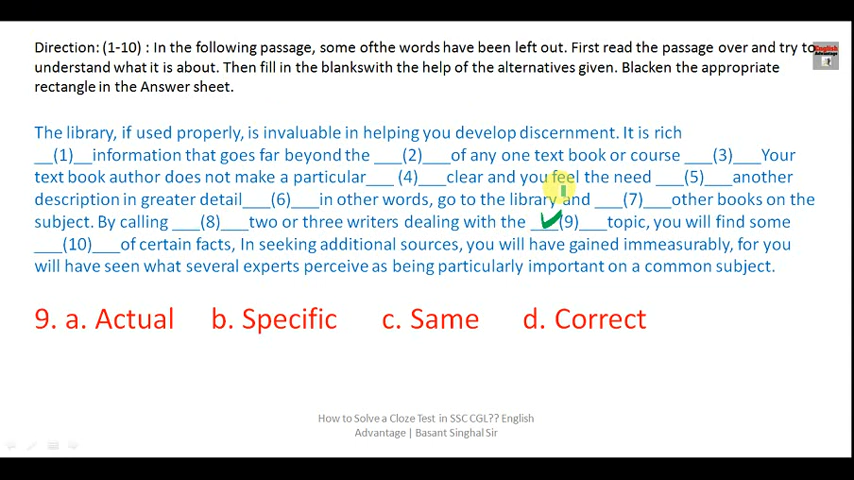 Direction: (1-10) : In the following passage, some ofthe words have been left out. First read the passage over and try to
understand what it is about. Then fill in the blankswith the help of the alternatives given. Blacken the appropriate
rectangle in the Answer sheet.
English
Advantage
The library, if used properly, is invaluable in helping you develop discernment. It is rich
__(1)__information that goes far beyond the ___(2)___of any one text book or course ___(3)___Your
text book author does not make a particular___ (4)___clear and you feel the need ___(5)___another
description in greater detail___(6)___in other words, go to the library and ___(7)___other books on the
subject. By calling ___(8)___two or three writers dealing with the ___(9)___topic, you will find some
___(10)___of certain facts, In seeking additional sources, you will have gained immeasurably, for you
will have seen what several experts perceive as being particularly important on a common subject.
9. a. Actual b. Specific c. Same d. Correct
How to Solve a Cloze Test in SSC CGL?? English
Advantage | Basant Singhal Sir